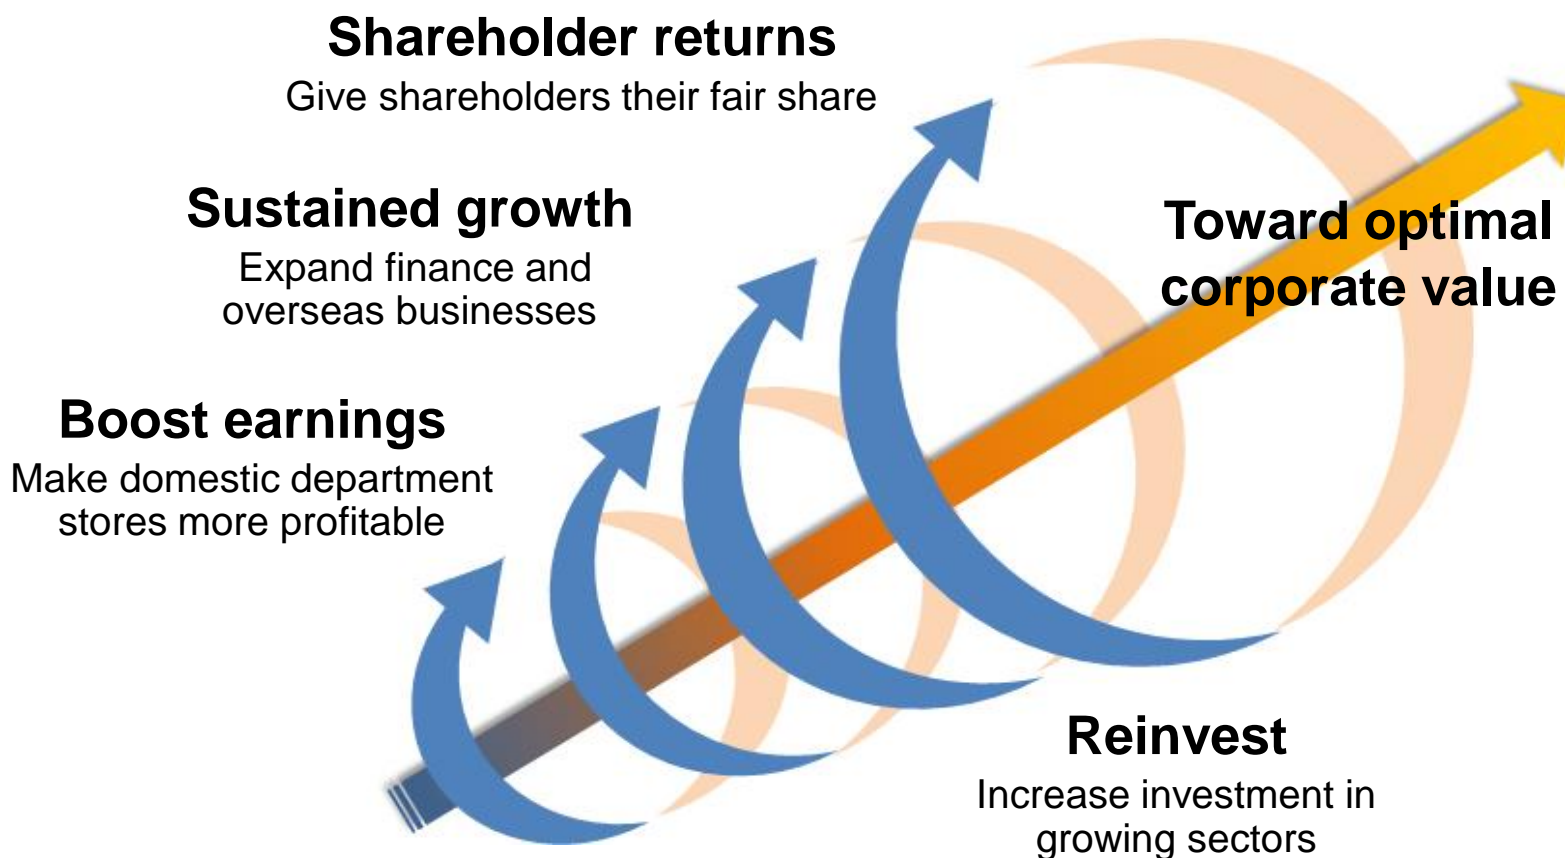 Shareholder returns
Give shareholders their fair share
Sustained growth
Expand finance and
overseas businesses
Toward optimal
corporate value
Boost earnings
Make domestic department
stores more profitable
Reinvest
Increase investment in
growing sectors